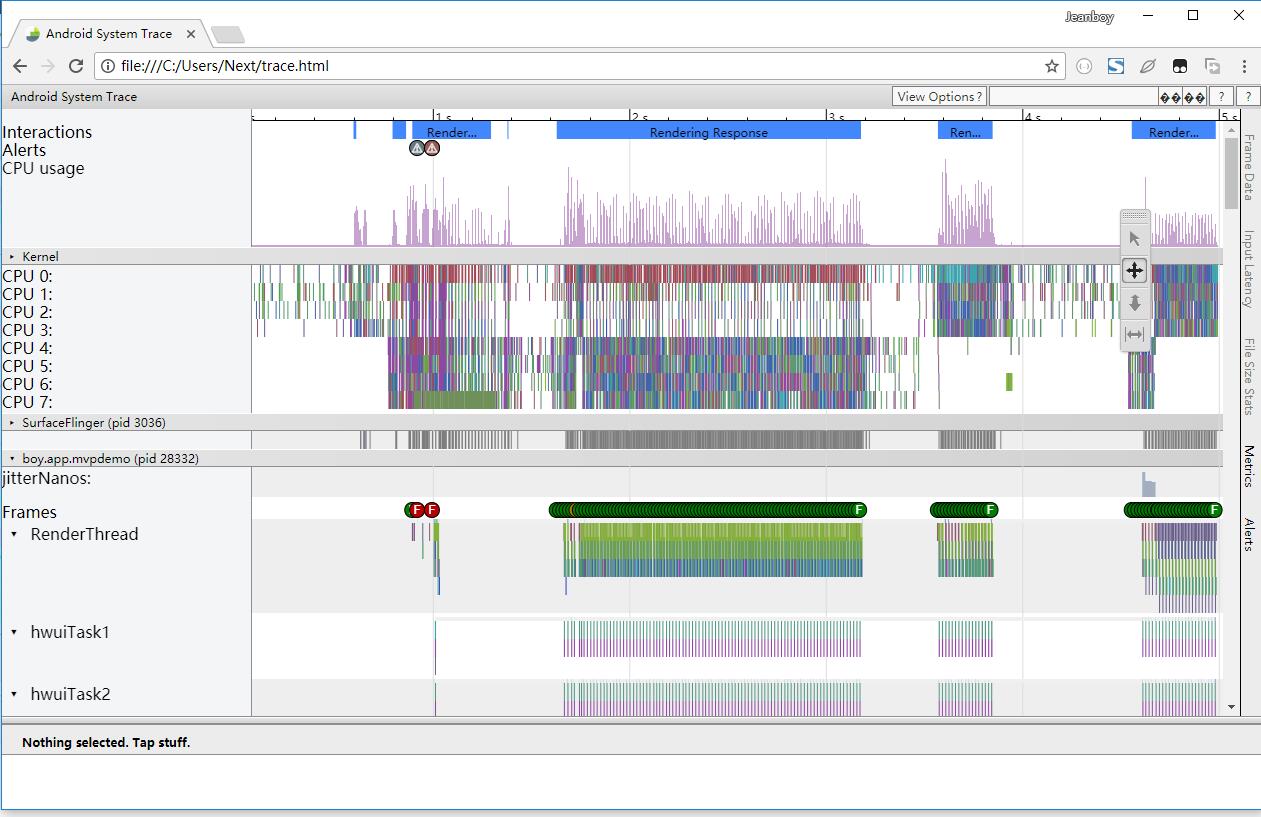 Jeanboy
Android System Trace
file:///C:/Users/Next/trace.html
Android System Trace
View Options?
�� �� ? ?
s 1 s 2 s 3 s 4 s 5 s
Interactions
Render... Rendering Response Ren... Render...
Alerts
CPU usage
Kernel
CPU 0:
CPU 1:
CPU 2:
CPU 3:
CPU 4:
CPU 5:
CPU 6:
CPU 7:
SurfaceFlinger (pid 3036)
boy.app.mvpdemo (pid 28332)
jitterNanos:
Frames
F F F F F
RenderThread
hwuiTask1
hwuiTask2
Frame Data
Input Latency
File Size Stats
Metrics
Alerts
Nothing selected. Tap stuff.